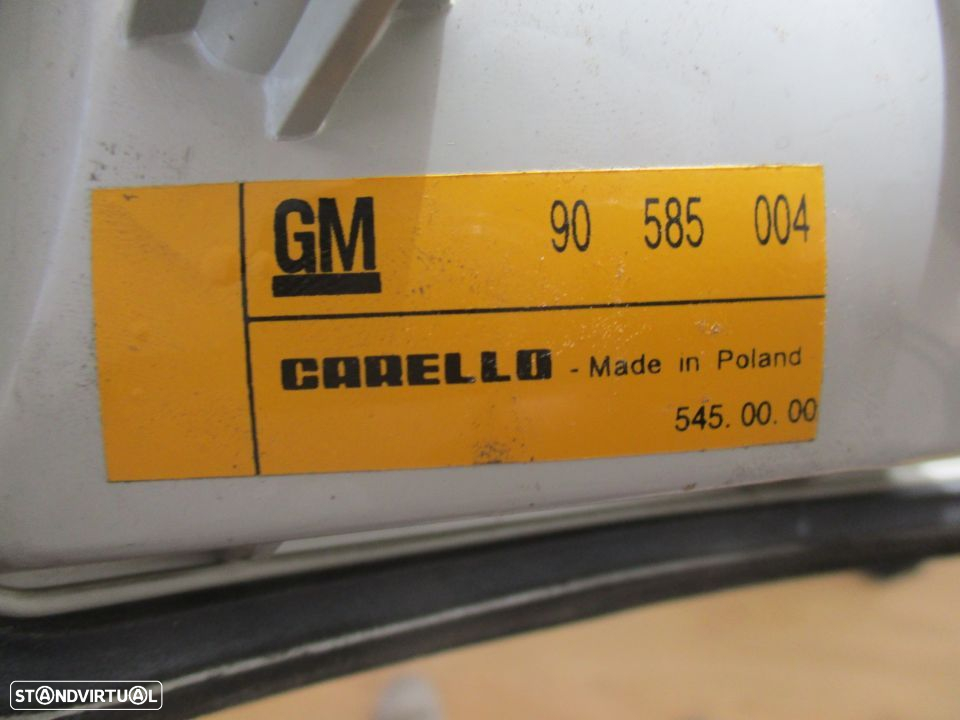 GM 90 585 004
CARELLO - Made in Poland
545. 00. 00
STANDVIRTUAL